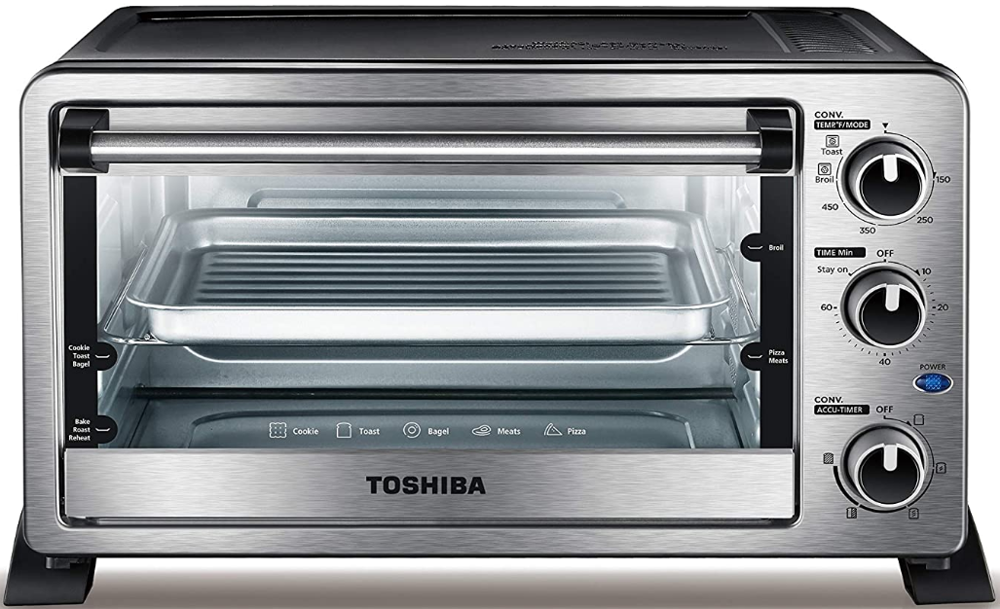 CONV.
TEMP.°F/MODE
Toast
Broil
150
450
250
350
TIME Min
OFF
Stay on
10
60
20
40
POWER
CONV.
ACCU-TIMER
OFF
Broil
Cookie
Toast
Bagel
Pizza
Meats
Bake
Roast
Reheat
Cookie Toast Bagel Meats Pizza
TOSHIBA